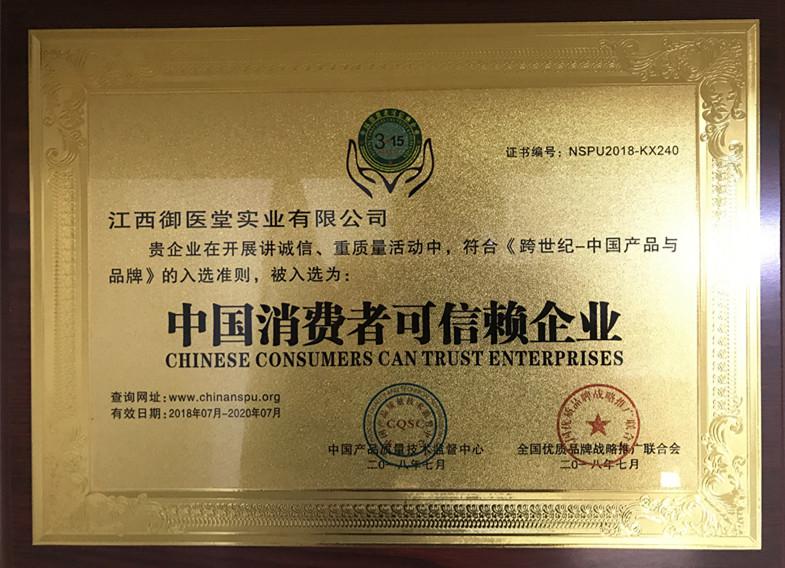 3·15
证书编号：NSPU2018-KX240
江西御医堂实业有限公司
贵企业在开展讲诚信、重质量活动中，符合《跨世纪-中国产品与
品牌》的入选准则，被入选为：
中国消费者可信赖企业
CHINESE CONSUMERS CAN TRUST ENTERPRISES
查询网址：www.chinanspu.org
有效日期：2018年07月-2020年07月
CQSC
中国产品质量技术监督中心
全国优质品牌战略推广联合会
二〇一八年七月
二〇一八年七月